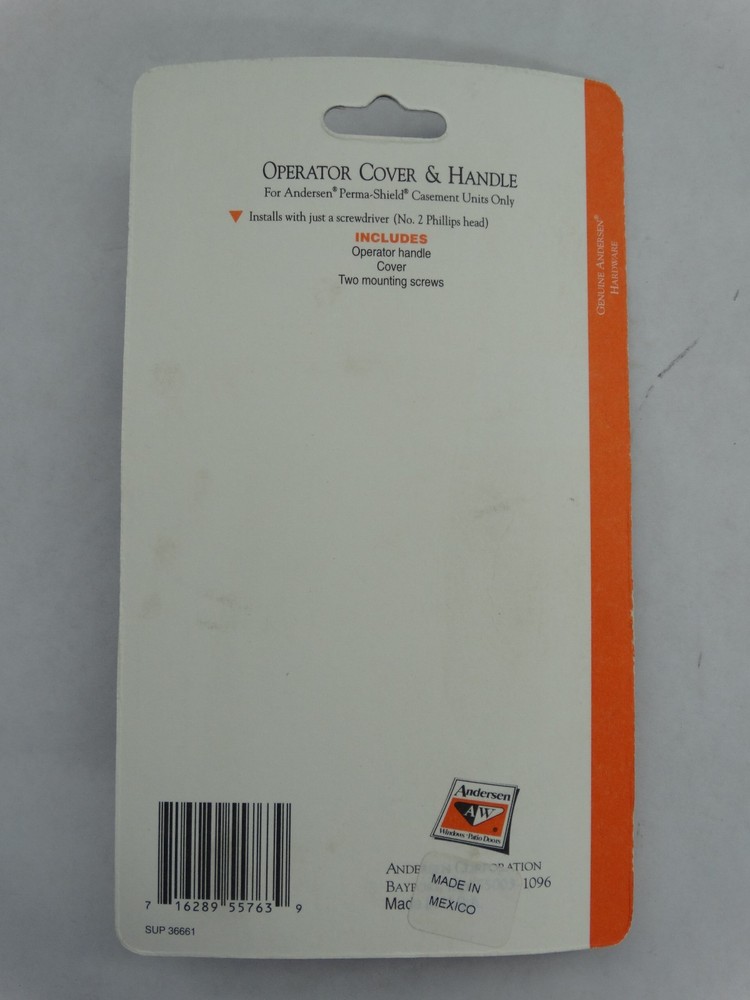 OPERATOR COVER & HANDLE
For Andersen® Perma-Shield® Casement Units Only
Installs with just a screwdriver (No. 2 Phillips head)
INCLUDES
Operator handle
Cover
Two mounting screws
GENUINE ANDERSEN®
HARDWARE
Andersen
AW
®
Windows · Patio Doors
1096
MADE IN
MEXICO
7 16289 55763 9
SUP 36661